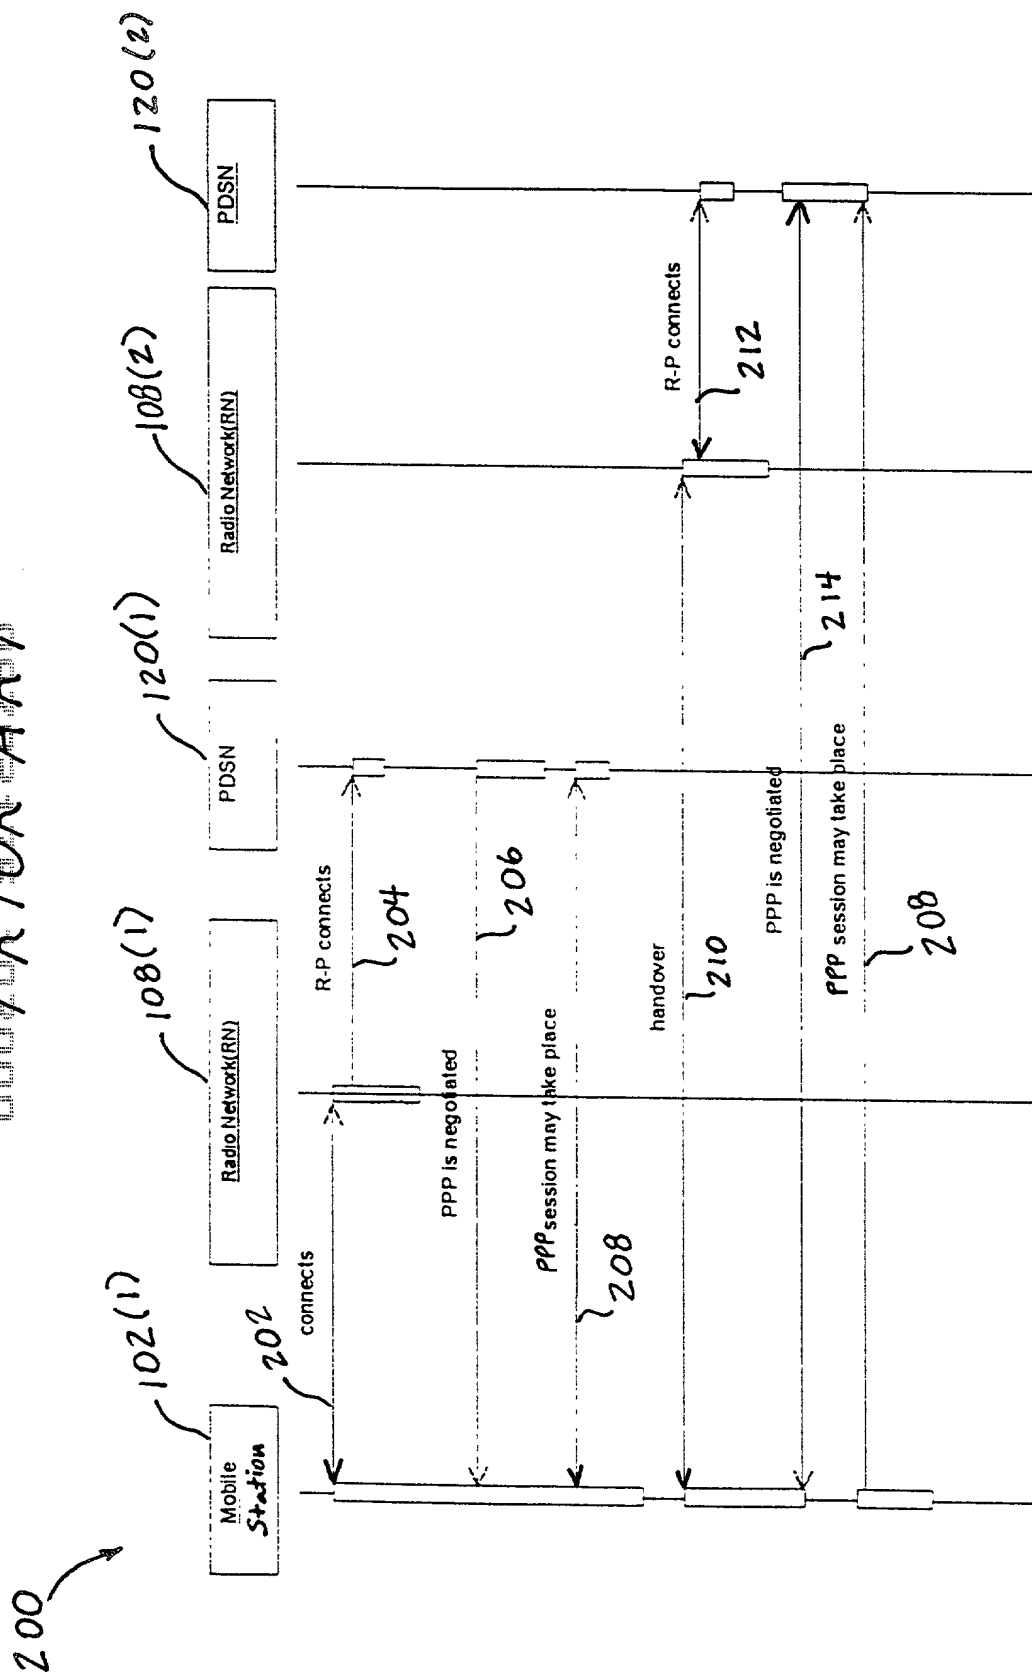 200
102(1)
108(1)
120(1)
108(2)
120(2)
Mobile
Station
Radio Network(RN)
PDSN
Radio Network(RN)
PDSN
connects
202
R-P connects
204
PPP is negotiated
206
PPP session may take place
208
handover
210
R-P connects
212
PPP is negotiated
214
PPP session may take place
208